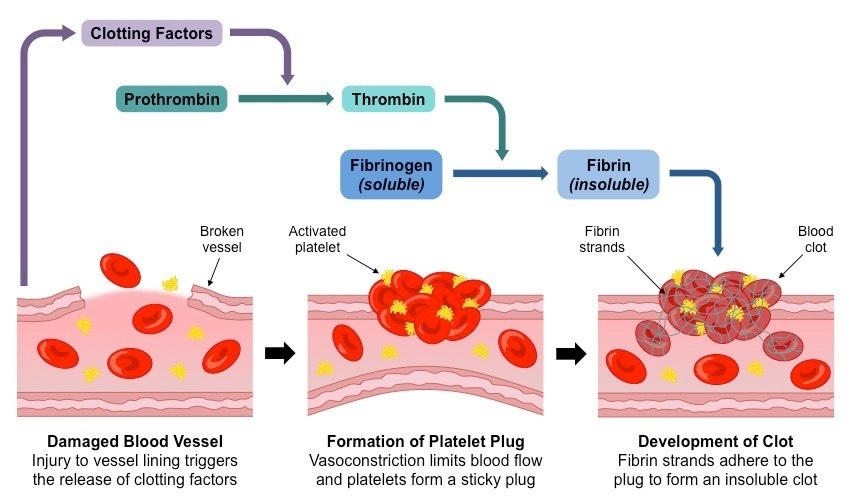 Clotting Factors
Prothrombin
Thrombin
Fibrinogen
(soluble)
Fibrin
(insoluble)
Broken
vessel
Activated
platelet
Fibrin
strands
Blood
clot
Damaged Blood Vessel
Injury to vessel lining triggers
the release of clotting factors
Formation of Platelet Plug
Vasoconstriction limits blood flow
and platelets form a sticky plug
Development of Clot
Fibrin strands adhere to the
plug to form an insoluble clot